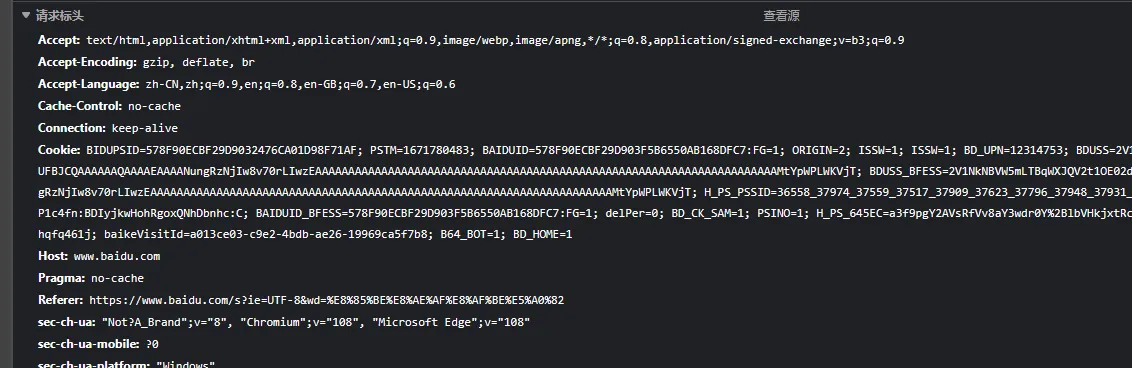 ▼ 请求标头 查看源
Accept: text/html,application/xhtml+xml,application/xml;q=0.9,image/webp,image/apng,*/*;q=0.8,application/signed-exchange;v=b3;q=0.9
Accept-Encoding: gzip, deflate, br
Accept-Language: zh-CN,zh;q=0.9,en;q=0.8,en-GB;q=0.7,en-US;q=0.6
Cache-Control: no-cache
Connection: keep-alive
Cookie: BIDUPSID=578F90ECBF29D9032476CA01D98F71AF; PSTM=1671780483; BAIDUID=578F90ECBF29D903F5B6550AB168DFC7:FG=1; ORIGIN=2; ISSW=1; ISSW=1; BD_UPN=12314753; BDUSS=2V1
BDUSS_BFESS=2V1NkNBVW5mLTBqWXJQV2t1OE02d
H_PS_PSSID=36558_37974_37559_37517_37909_37623_37796_37948_37931_
P1c4fn:BDIyjkwHohRgoxQNhDbnhc:C; BAIDUID_BFESS=578F90ECBF29D903F5B6550AB168DFC7:FG=1; delPer=0; BD_CK_SAM=1; PSINO=1; H_PS_645EC=a3f9pgY2AVsRfVv8aY3wdr0Y%2BlbVHkjxtRc
hqfq461j; baikeVisitId=a013ce03-c9e2-4bdb-ae26-19969ca5f7b8; B64_BOT=1; BD_HOME=1
Host: www.baidu.com
Pragma: no-cache
Referer: https://www.baidu.com/s?ie=UTF-8&wd=%E8%85%BE%E8%AE%AF%E8%AF%BE%E5%A0%82
sec-ch-ua: "Not?A_Brand";v="8", "Chromium";v="108", "Microsoft Edge";v="108"
sec-ch-ua-mobile: ?0
sec-ch-ua-platform: "Windows"